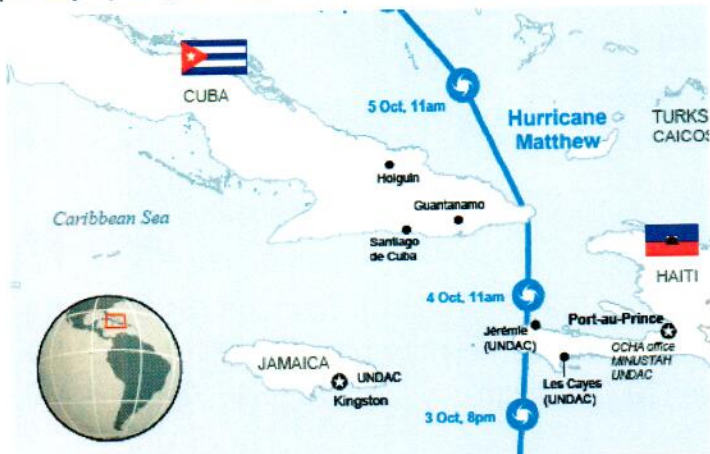 CUBA
5 Oct, 11am
Hurricane
Matthew
TURKS
CAICOS
Holguin
Guantanamo
Caribbean Sea
Santiago
de Cuba
HAITI
4 Oct, 11am
Port-au-Prince
Jérémie
(UNDAC)
OCHA office
MINUSTAH
UNDAC
JAMAICA
UNDAC
Kingston
Les Cayes
(UNDAC)
3 Oct, 8pm